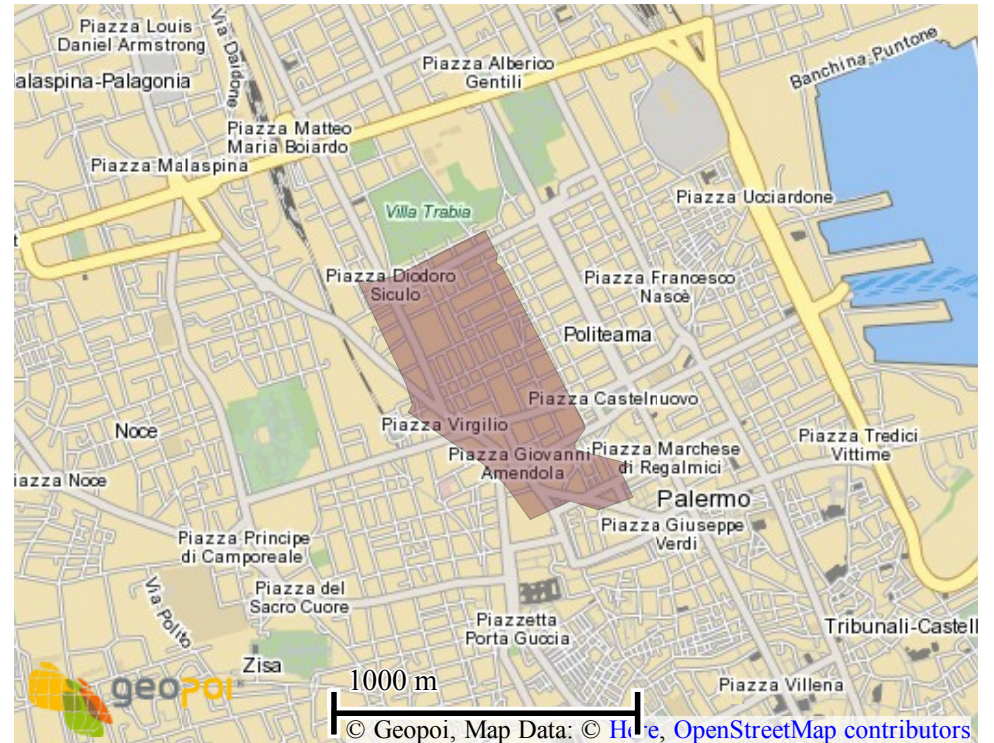 Piazza Louis
Daniel Armstrong
Via Daidone
alaspina-Palagonia
Piazza Alberico
Gentili
Banchina Puntone
Piazza Matteo
Maria Boiardo
Piazza Malaspina
Villa Trabia
Piazza Ucciardone
t
Piazza Diodoro
Siculo
Piazza Francesco
Nascè
Politeama
Piazza Castelnuovo
Noce
Piazza Virgilio
Piazza Tredici
Vittime
Piazza Giovanni
Amendola
Piazza Marchese
di Regalmici
iazza Noce
Palermo
Piazza Giuseppe
Verdi
Piazza Principe
di Camporeale
Via Polito
Piazza del
Sacro Cuore
Piazzetta
Porta Guccia
Tribunali-Castell
Zisa
Piazza Villena
geopoi
1000 m
© Geopoi, Map Data: © Here, OpenStreetMap contributors